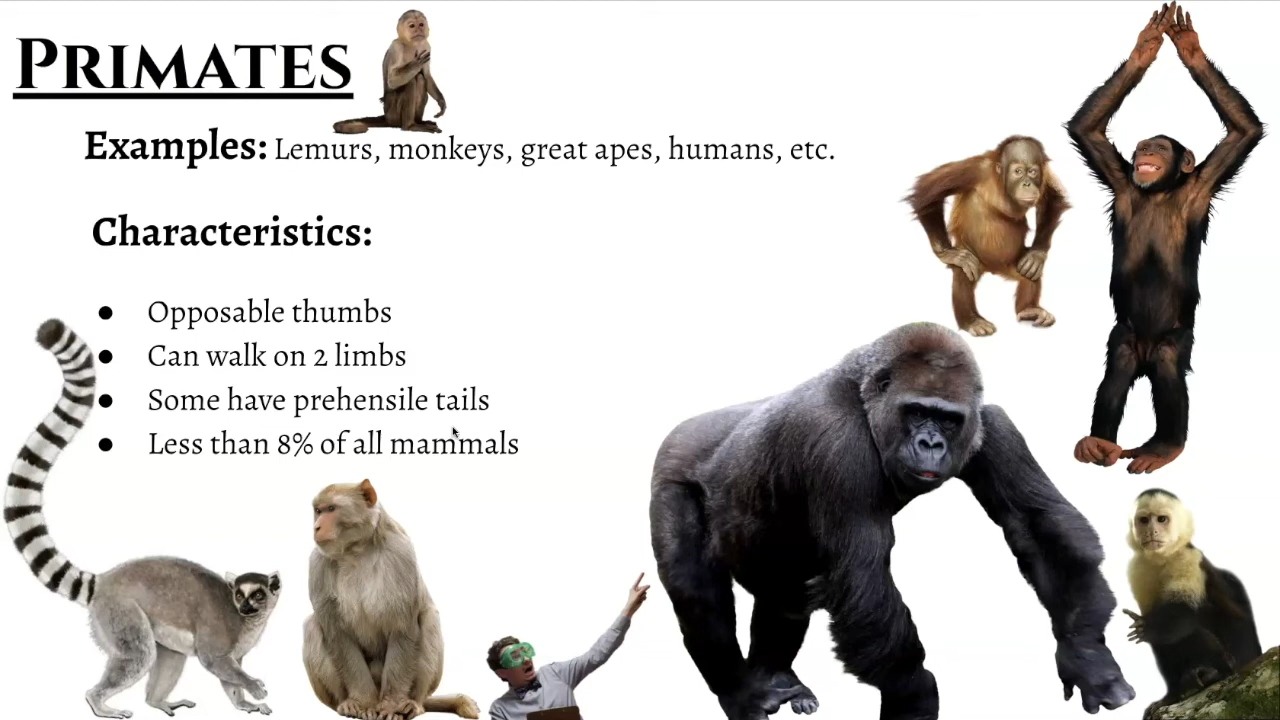 PRIMATES
Examples: Lemurs, monkeys, great apes, humans, etc.
Characteristics:
● Opposable thumbs
● Can walk on 2 limbs
● Some have prehensile tails
● Less than 8% of all mammals